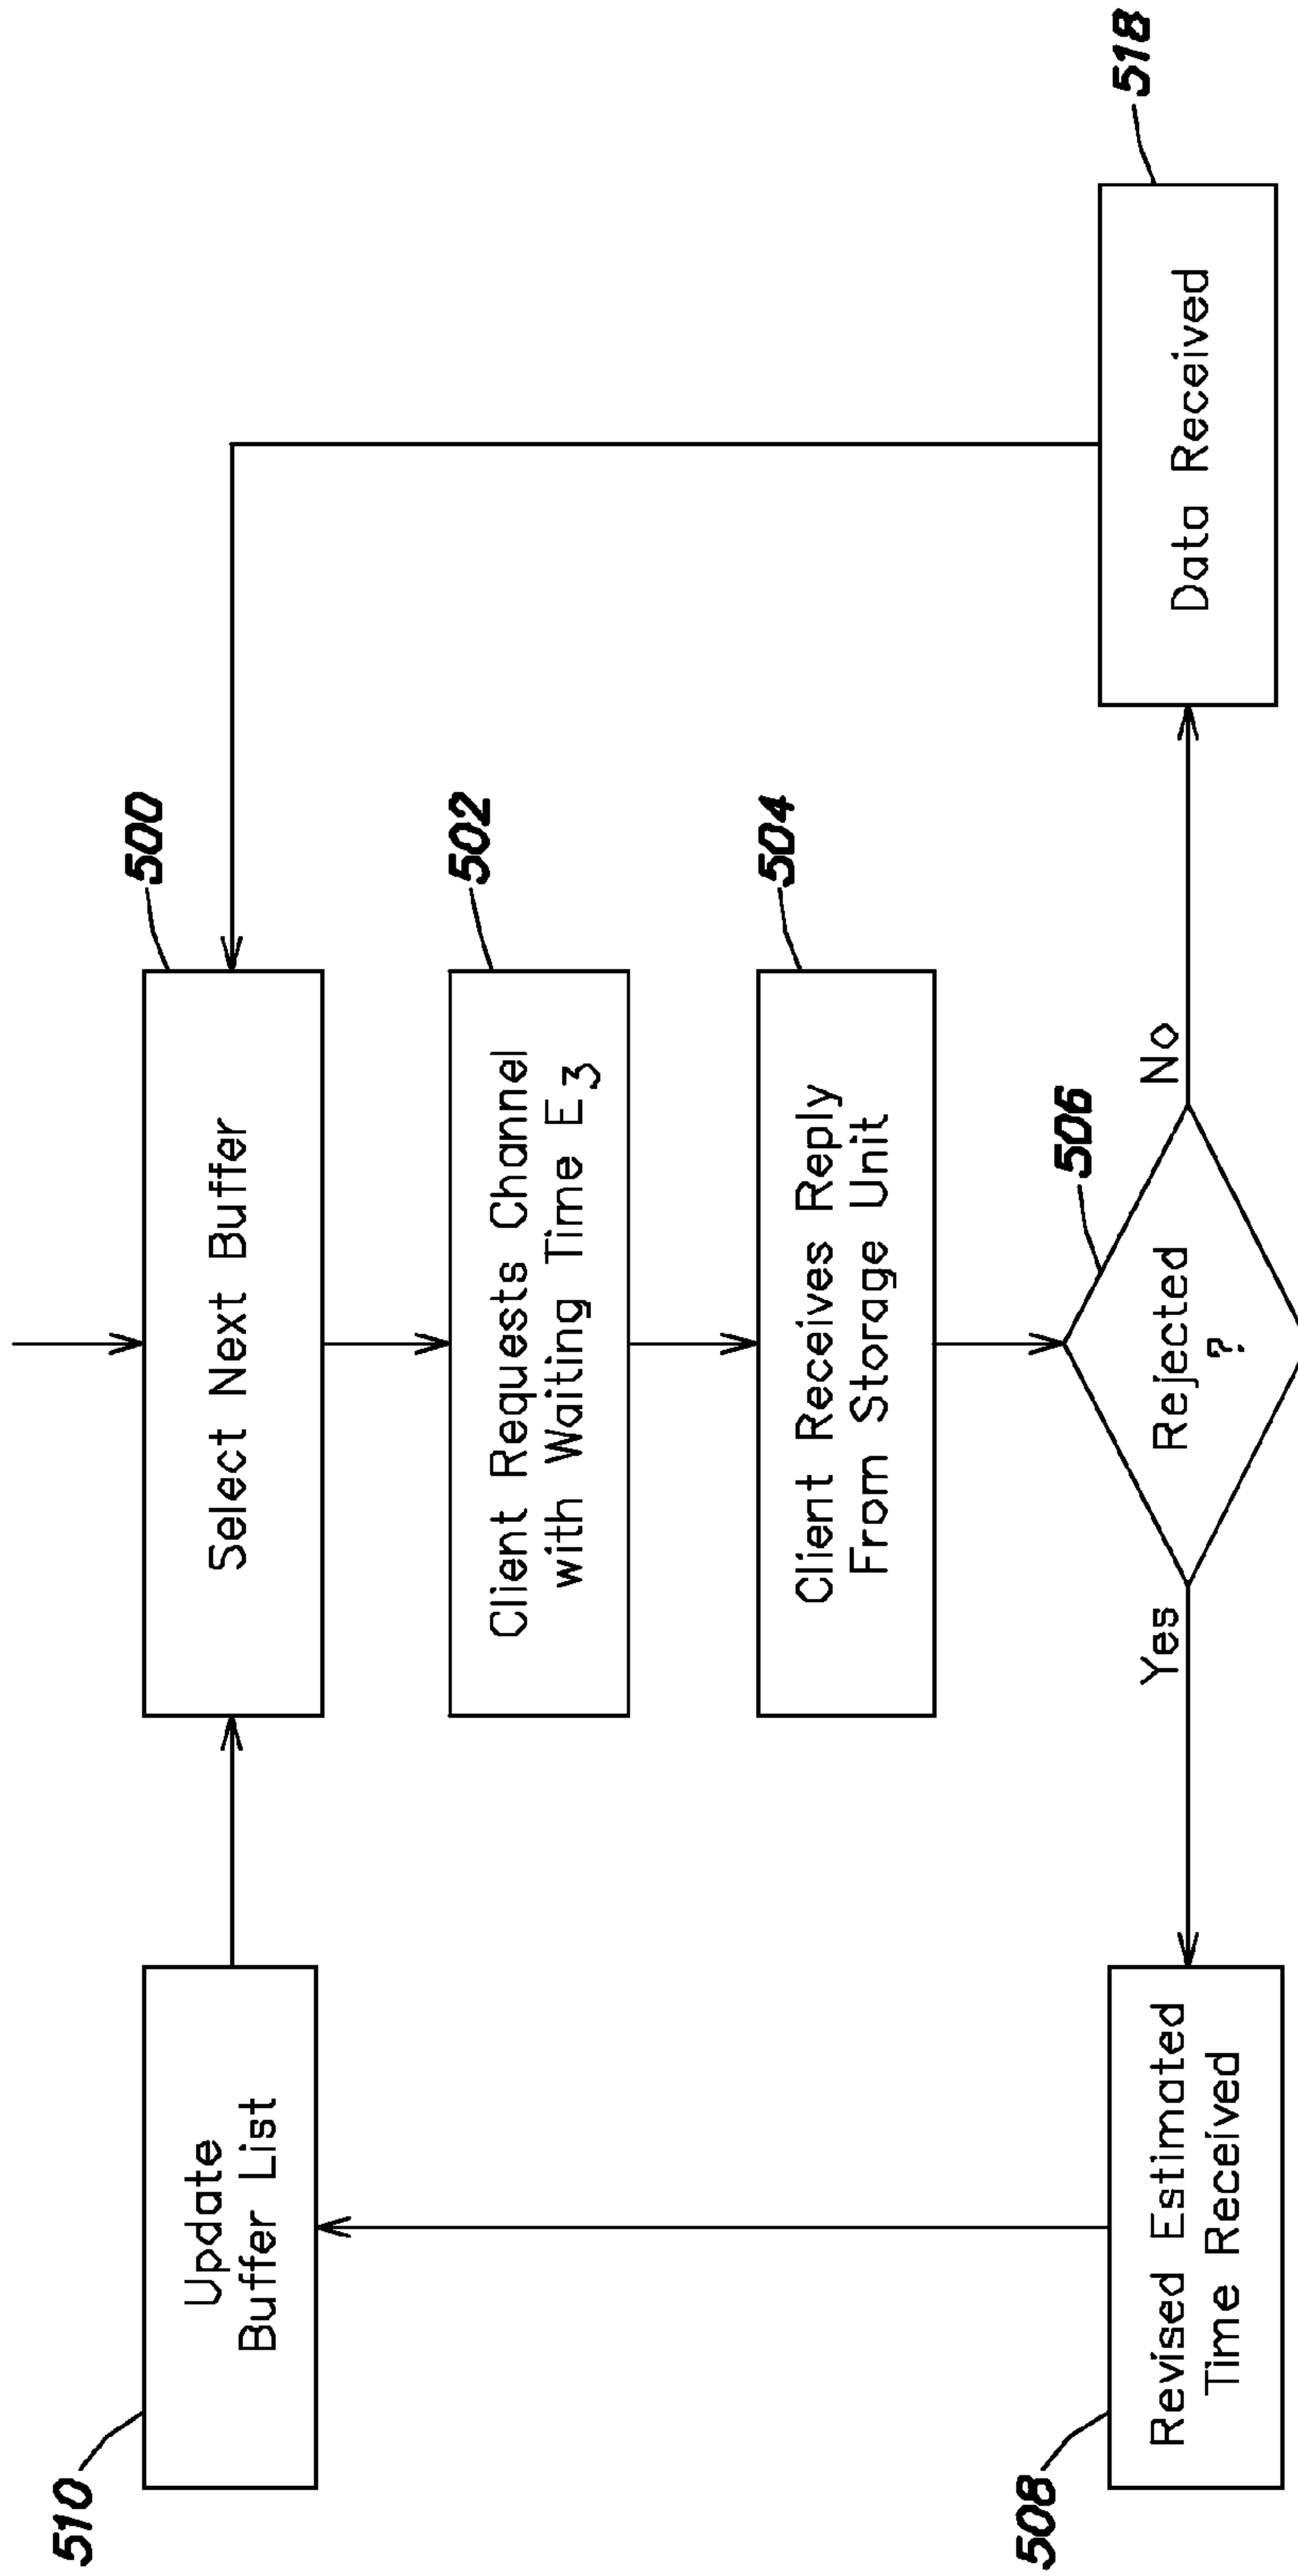 510
Update
Buffer List
500
Select Next Buffer
502
Client Requests Channel
with Waiting Time E3
504
Client Receives Reply
From Storage Unit
506
Rejected
?
Yes
No
508
Revised Estimated
Time Received
518
Data Received